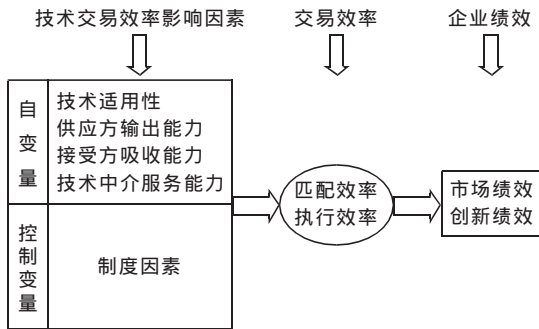 技术交易效率影响因素
交易效率
企业绩效
自变量
技术适用性
供应方输出能力
接受方吸收能力
技术中介服务能力
控制变量
制度因素
匹配效率
执行效率
市场绩效
创新绩效